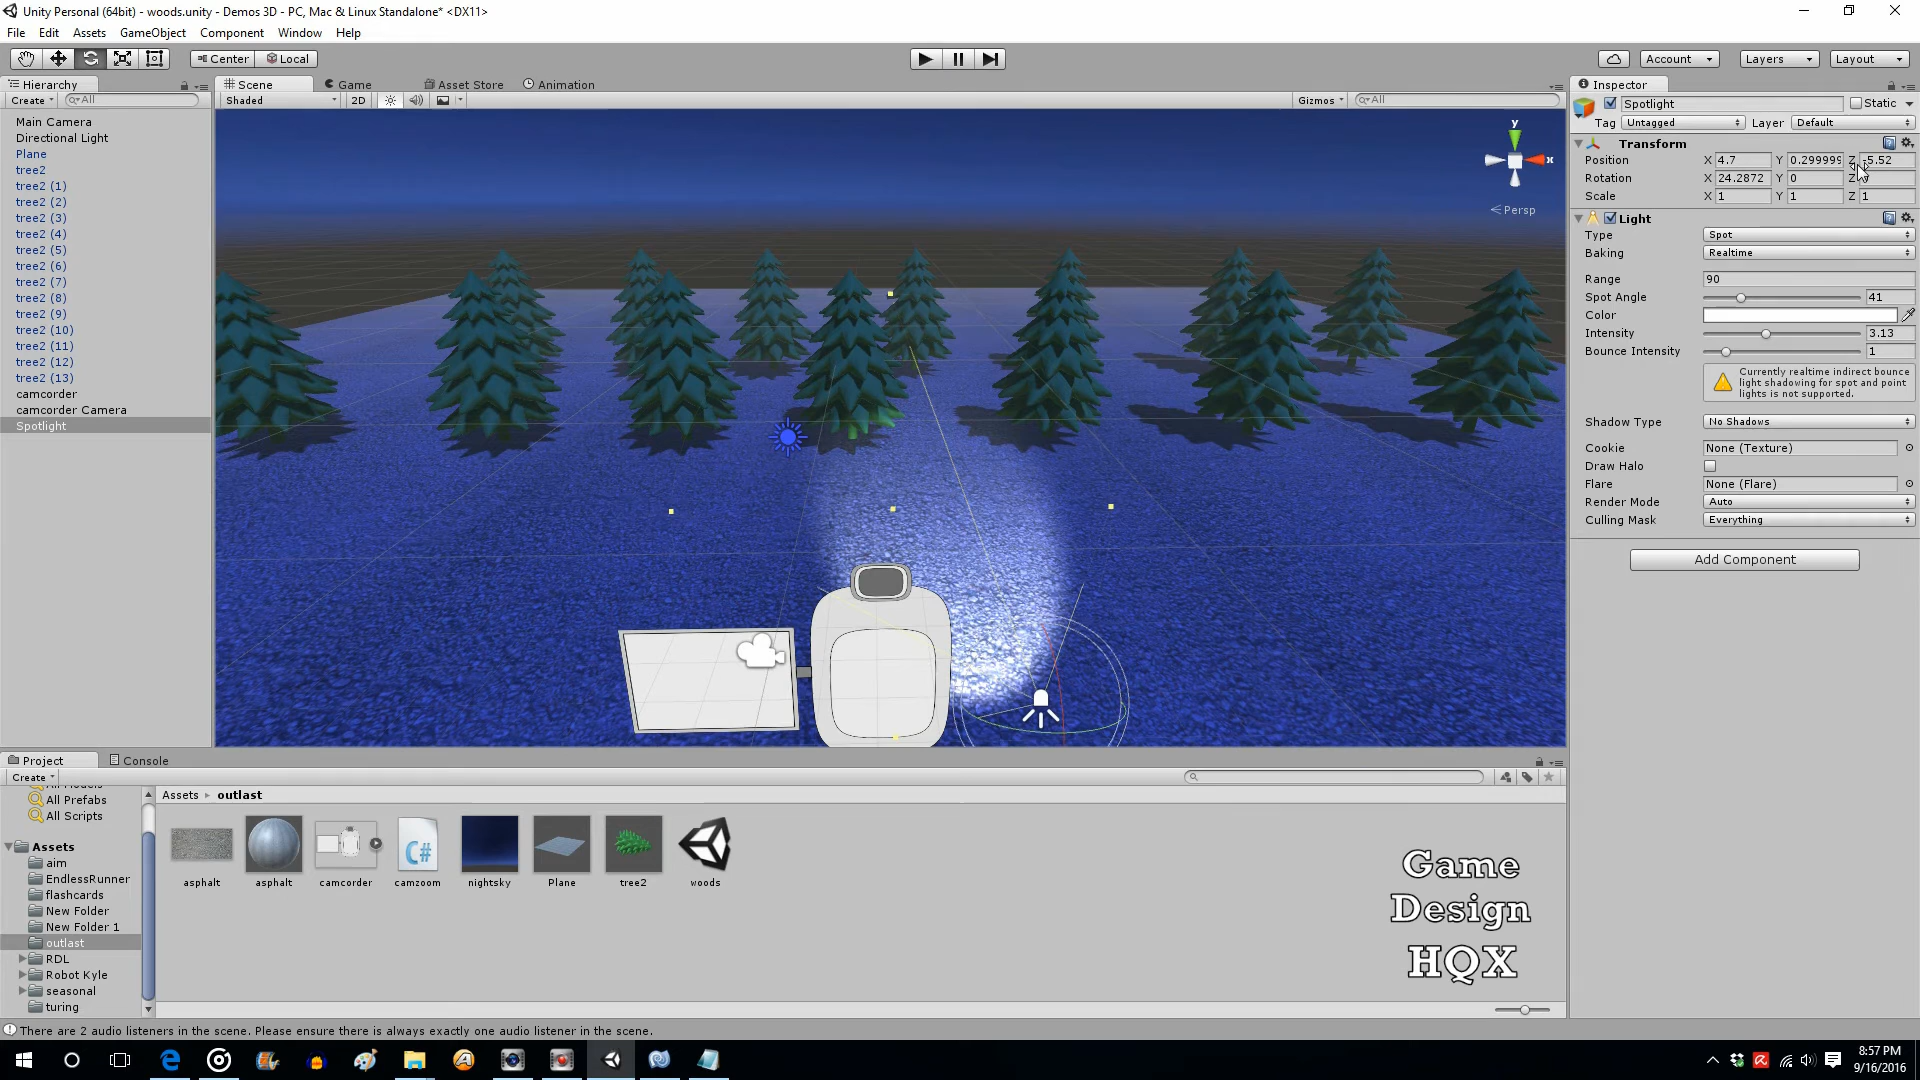 Unity Personal (64bit) - woods.unity - Demos 3D - PC, Mac & Linux Standalone* <DX11>
File Edit Assets GameObject Component Window Help
Center Local Account Layers Layout
Hierarchy
Create All
Main Camera
Directional Light
Plane
tree2
tree2 (1)
tree2 (2)
tree2 (3)
tree2 (4)
tree2 (5)
tree2 (6)
tree2 (7)
tree2 (8)
tree2 (9)
tree2 (10)
tree2 (11)
tree2 (12)
tree2 (13)
camcorder
camcorder Camera
Spotlight
Scene Game Asset Store Animation
Shaded 2D Gizmos All
y
x
Persp
Inspector
Spotlight Static
Tag Untagged Layer Default
Transform
Position X 4.7 Y 0.299999 Z -5.52
Rotation X 24.2872 Y 0 Z
Scale X 1 Y 1 Z 1
Light
Type Spot
Baking Realtime
Range 90
Spot Angle 41
Color
Intensity 3.13
Bounce Intensity 1
Currently realtime indirect bounce
light shadowing for spot and point
lights is not supported.
Shadow Type No Shadows
Cookie None (Texture)
Draw Halo
Flare None (Flare)
Render Mode Auto
Culling Mask Everything
Add Component
Project Console
Create
All Models
All Prefabs
All Scripts
Assets
aim
EndlessRunner
flashcards
New Folder
New Folder 1
outlast
RDL
Robot Kyle
seasonal
turing
Assets outlast
C#
asphalt asphalt camcorder camzoom nightsky Plane tree2 woods
Game
Design
HQX
There are 2 audio listeners in the scene. Please ensure there is always exactly one audio listener in the scene.
8:57 PM
9/16/2016